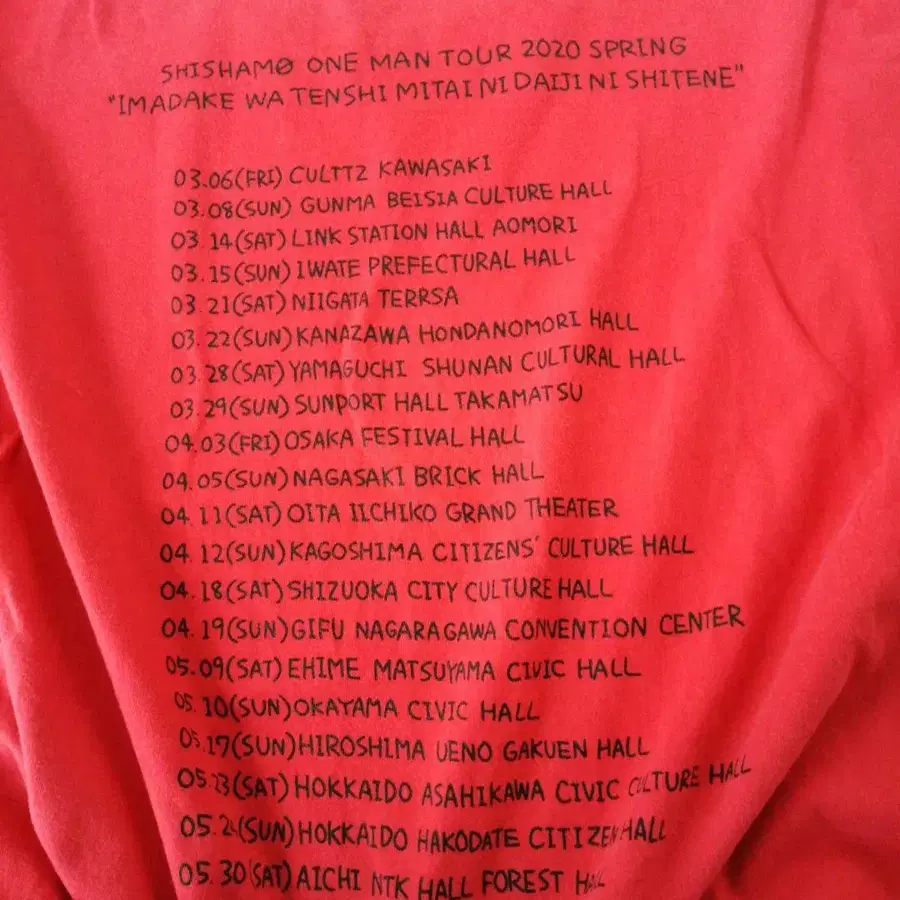 SHISHAMO ONE MAN TOUR 2020 SPRING
"IMADAKE WA TENSHI MITAI NI DAIJI NI SHITENE"
03.06(FRI) CULTTZ KAWASAKI
03.08(SUN) GUNMA BEISIA CULTURE HALL
03.14(SAT) LINK STATION HALL AOMORI
03.15(SUN) IWATE PREFECTURAL HALL
03.21(SAT) NIIGATA TERRSA
03.22(SUN) KANAZAWA HONDANOMORI HALL
03.28(SAT) YAMAGUCHI SHUNAN CULTURAL HALL
03.29(SUN) SUNPORT HALL TAKAMATSU
04.03(FRI) OSAKA FESTIVAL HALL
04.05(SUN) NAGASAKI BRICK HALL
04.11(SAT) OITA IICHIKO GRAND THEATER
04.12(SUN) KAGOSHIMA CITIZENS' CULTURE HALL
04.18(SAT) SHIZUOKA CITY CULTURE HALL
04.19(SUN) GIFU NAGARAGAWA CONVENTION CENTER
05.09(SAT) EHIME MATSUYAMA CIVIC HALL
05.10(SUN) OKAYAMA CIVIC HALL
05.17(SUN) HIROSHIMA UENO GAKUEN HALL
05.23(SAT) HOKKAIDO ASAHIKAWA CIVIC CULTURE HALL
05.24(SUN) HOKKAIDO HAKODATE CITIZEN HALL
05.30(SAT) AICHI NTK HALL FOREST HALL